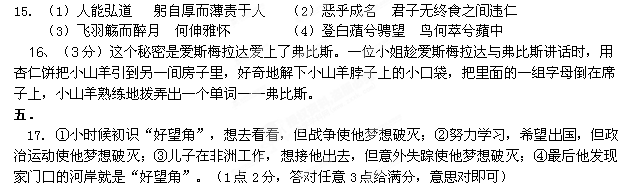 15. （1）人能弘道　躬自厚而薄责于人　（2）恶乎成名　君子无终食之间违仁
（3）飞羽觞而醉月　何伸雅怀　（4）登白薠兮骋望　鸟何萃兮蘋中
16、（3分）这个秘密是爱斯梅拉达爱上了弗比斯。一位小姐趁爱斯梅拉达与弗比斯讲话时，用
杏仁饼把小山羊引到另一间房子里，好奇地解下小山羊脖子上的小口袋，把里面的一组字母倒在席
子上，小山羊熟练地拨弄出一个单词——弗比斯。
五．
17. ①小时候初识“好望角”，想去看看，但战争使他梦想破灭；②努力学习，希望出国，但政
治运动使他梦想破灭；③儿子在非洲工作，想接他出去，但意外失踪使他梦想破灭；④最后他发现
家门口的河岸就是“好望角”。（1点2分，答对任意3点给满分，意思对即可）